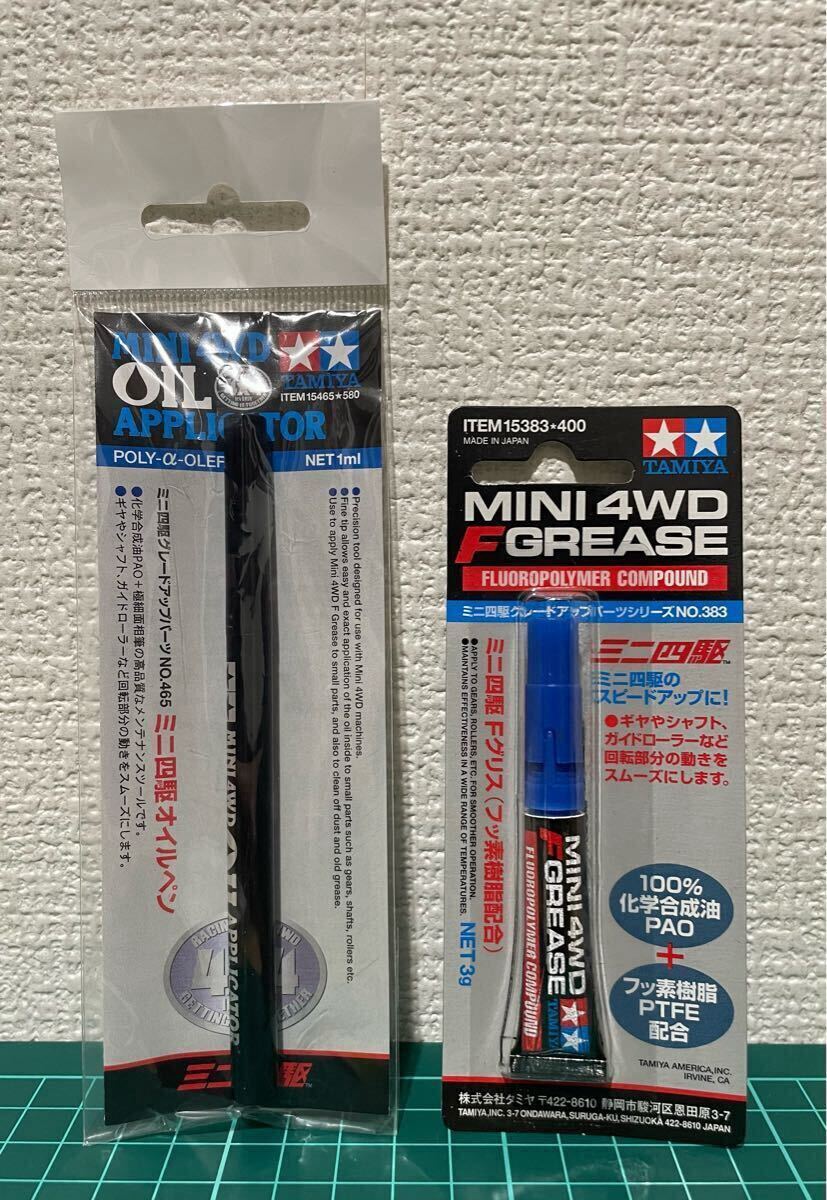 MINI 4WD
OIL
APPLICATOR
TAMIYA
ITEM 15465★580
POLY-α-OLEF
NET 1ml
●Precision tool designed for use with Mini 4WD machines.
●Fine tip allows easy and exact application of the oil inside to small parts such as gears, shafts, rollers etc.
●Use to apply Mini 4WD F Grease to small parts, and also to clean off dust and old grease.
ミニ四駆グレードアップパーツNO.465
ミニ四駆オイルペン
●化学合成油PAO＋極細面相筆の高品質なメンテナンスツールです。
●ギヤやシャフト、ガイドローラーなど回転部分の動きをスムーズにします。
MINI 4WD OIL APPLICATOR
ミニ四駆
ITEM 15383★400
MADE IN JAPAN
TAMIYA
MINI 4WD
F GREASE
FLUOROPOLYMER COMPOUND
ミニ四駆グレードアップパーツシリーズNO.383
ミニ四駆™
ミニ四駆の
スピードアップに!
●ギヤやシャフト、
ガイドローラーなど
回転部分の動きを
スムーズにします。
ミニ四駆 Fグリス(フッ素樹脂配合)
●APPLY TO GEARS, ROLLERS, ETC. FOR SMOOTHER OPERATION.
●MAINTAINS EFFECTIVENESS IN A WIDE RANGE OF TEMPERATURES.
NET 3g
MINI 4WD
F GREASE
FLUOROPOLYMER COMPOUND
TAMIYA
100%
化学合成油
PAO
+
フッ素樹脂
PTFE
配合
TAMIYA AMERICA,INC.
IRVINE, CA
株式会社タミヤ 〒422-8610 静岡市駿河区恩田原3-7
TAMIYA,INC. 3-7 ONDAWARA, SURUGA-KU, SHIZUOKA 422-8610 JAPAN